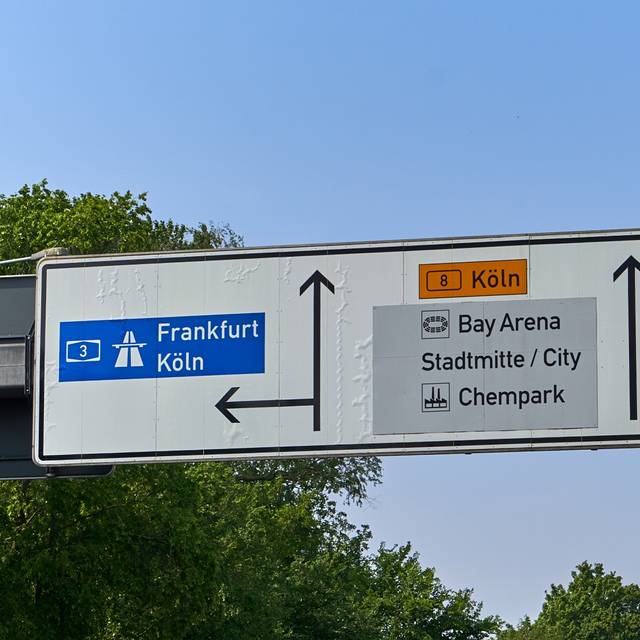 3 Frankfurt
Köln
8 Köln
Bay Arena
Stadtmitte / City
Chempark